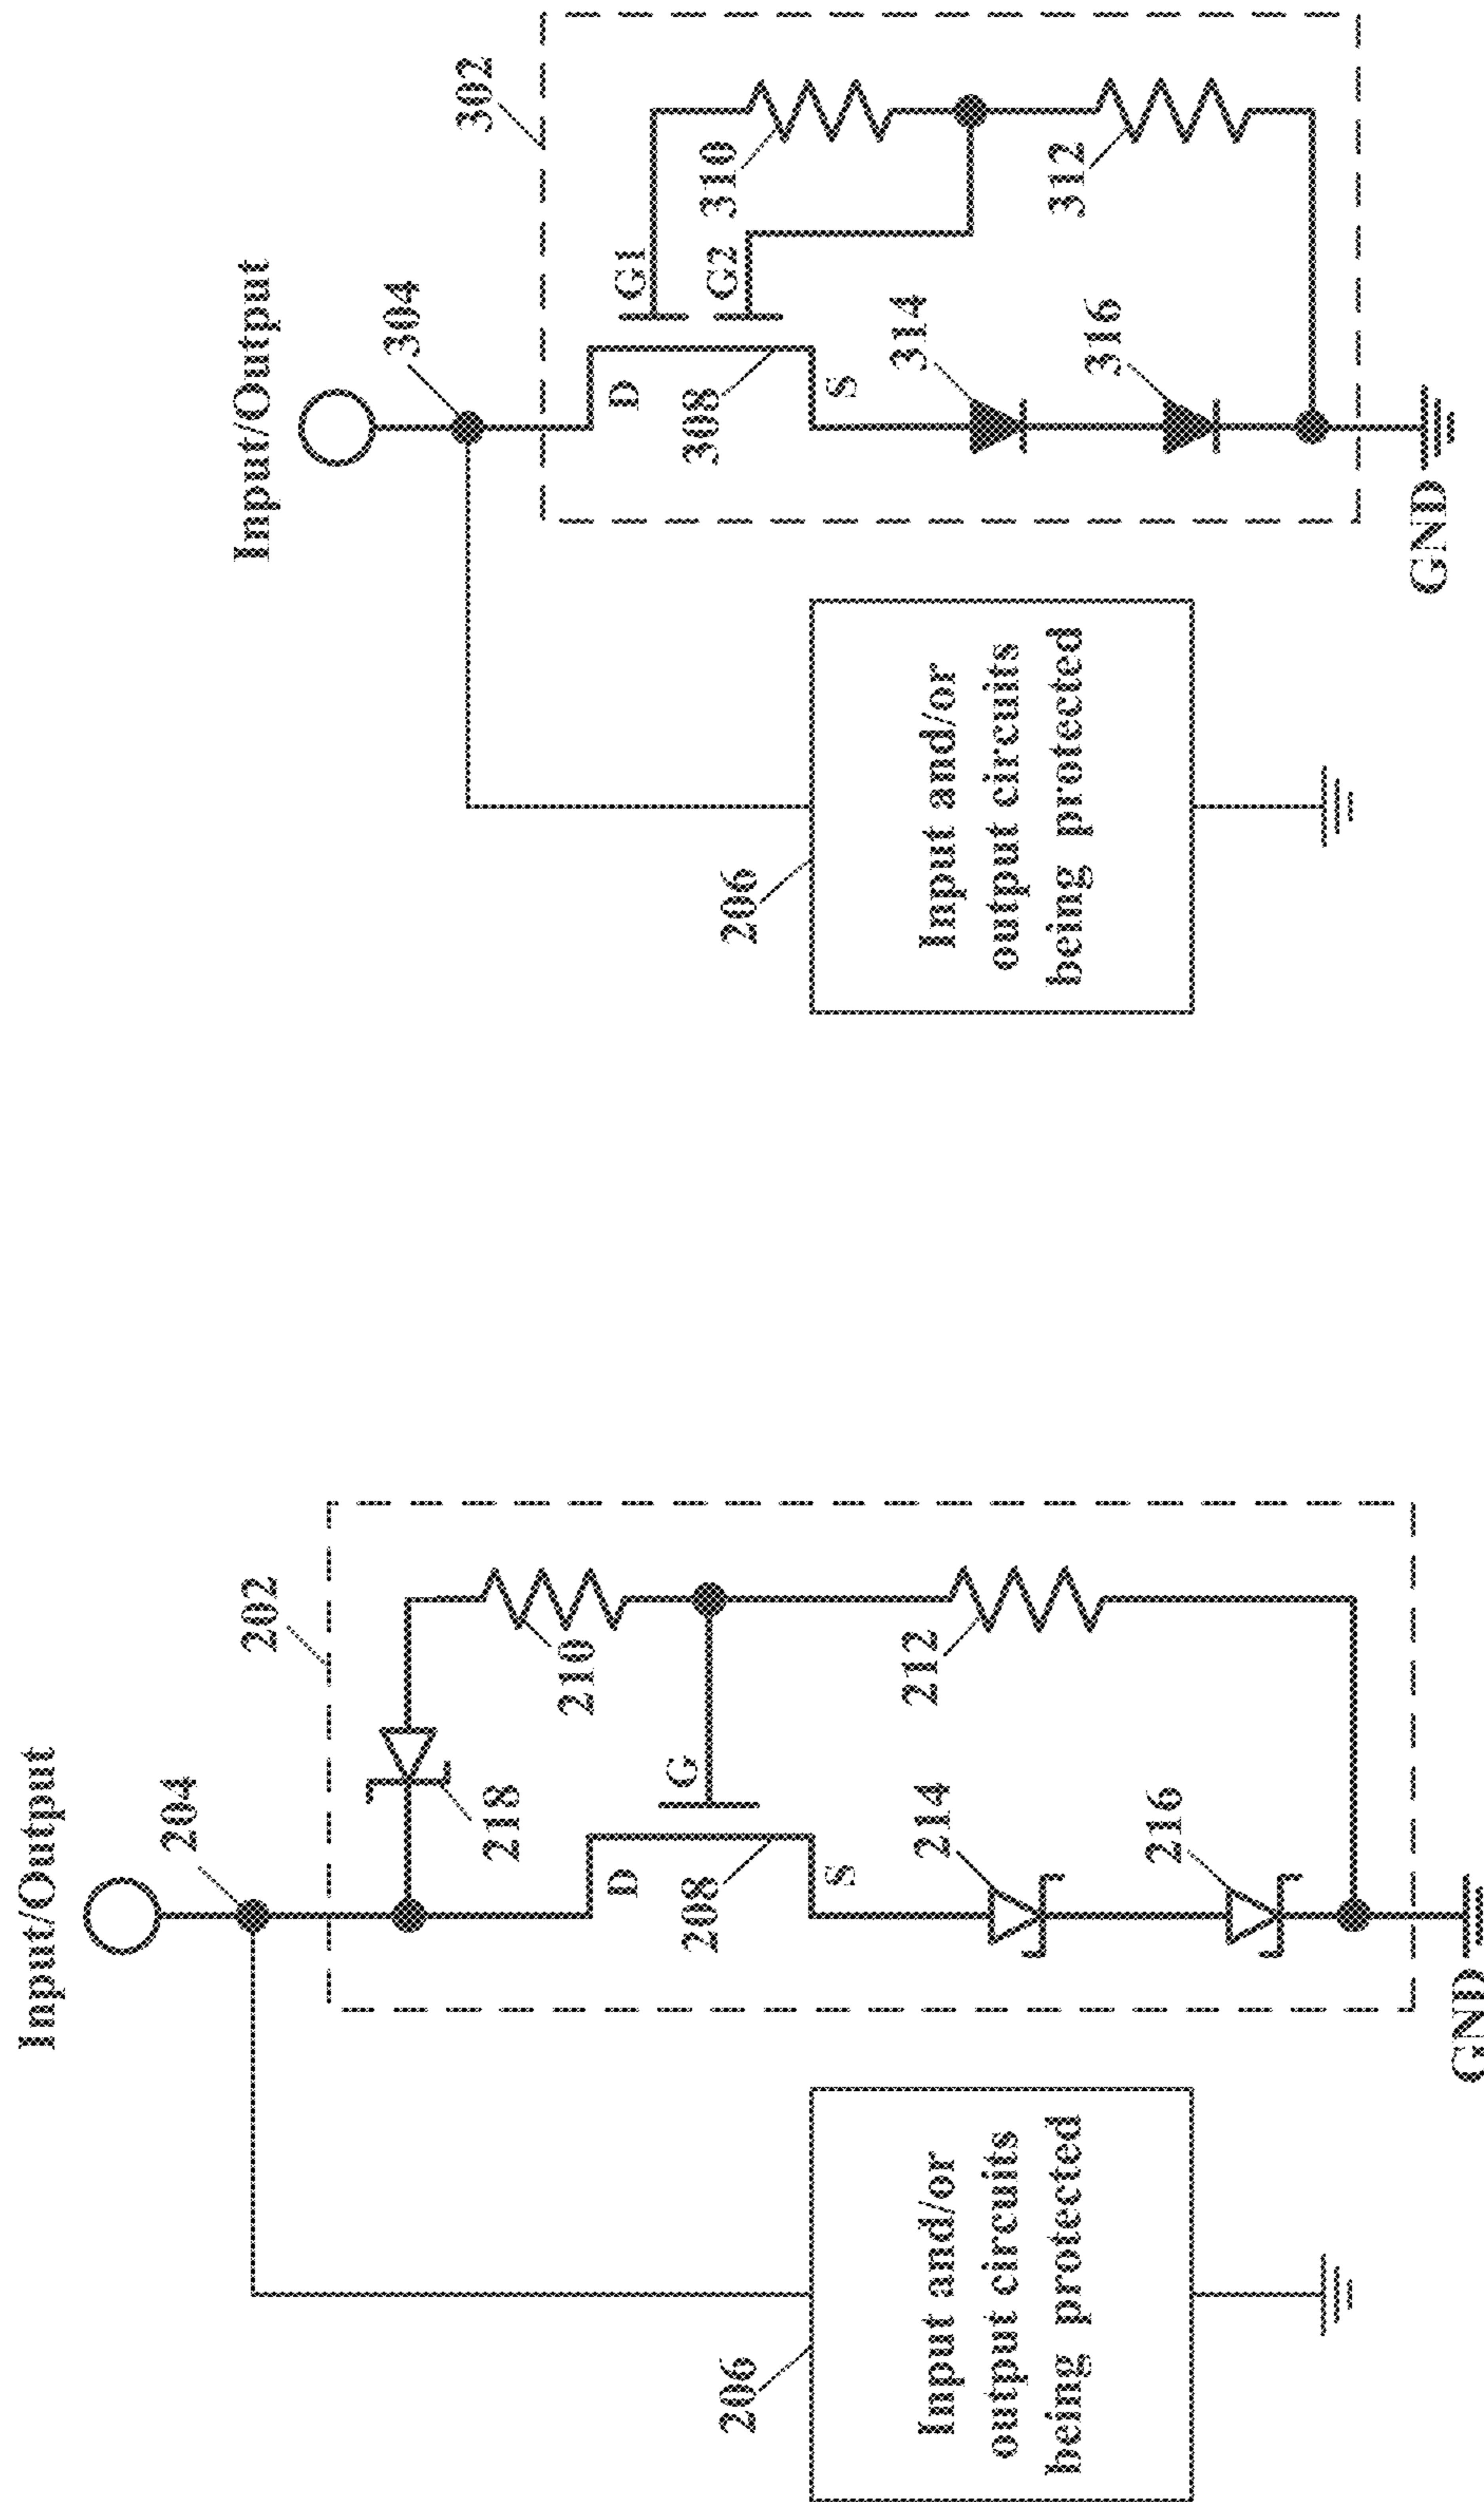 Input/Output
204
202
218
210
G
D
208
S
212
214
216
206
Input and/or
output circuits
being protected
GND
Input/Output
304
302
G1
310
G2
D
308
S
312
314
316
206
Input and/or
output circuits
being protected
GND